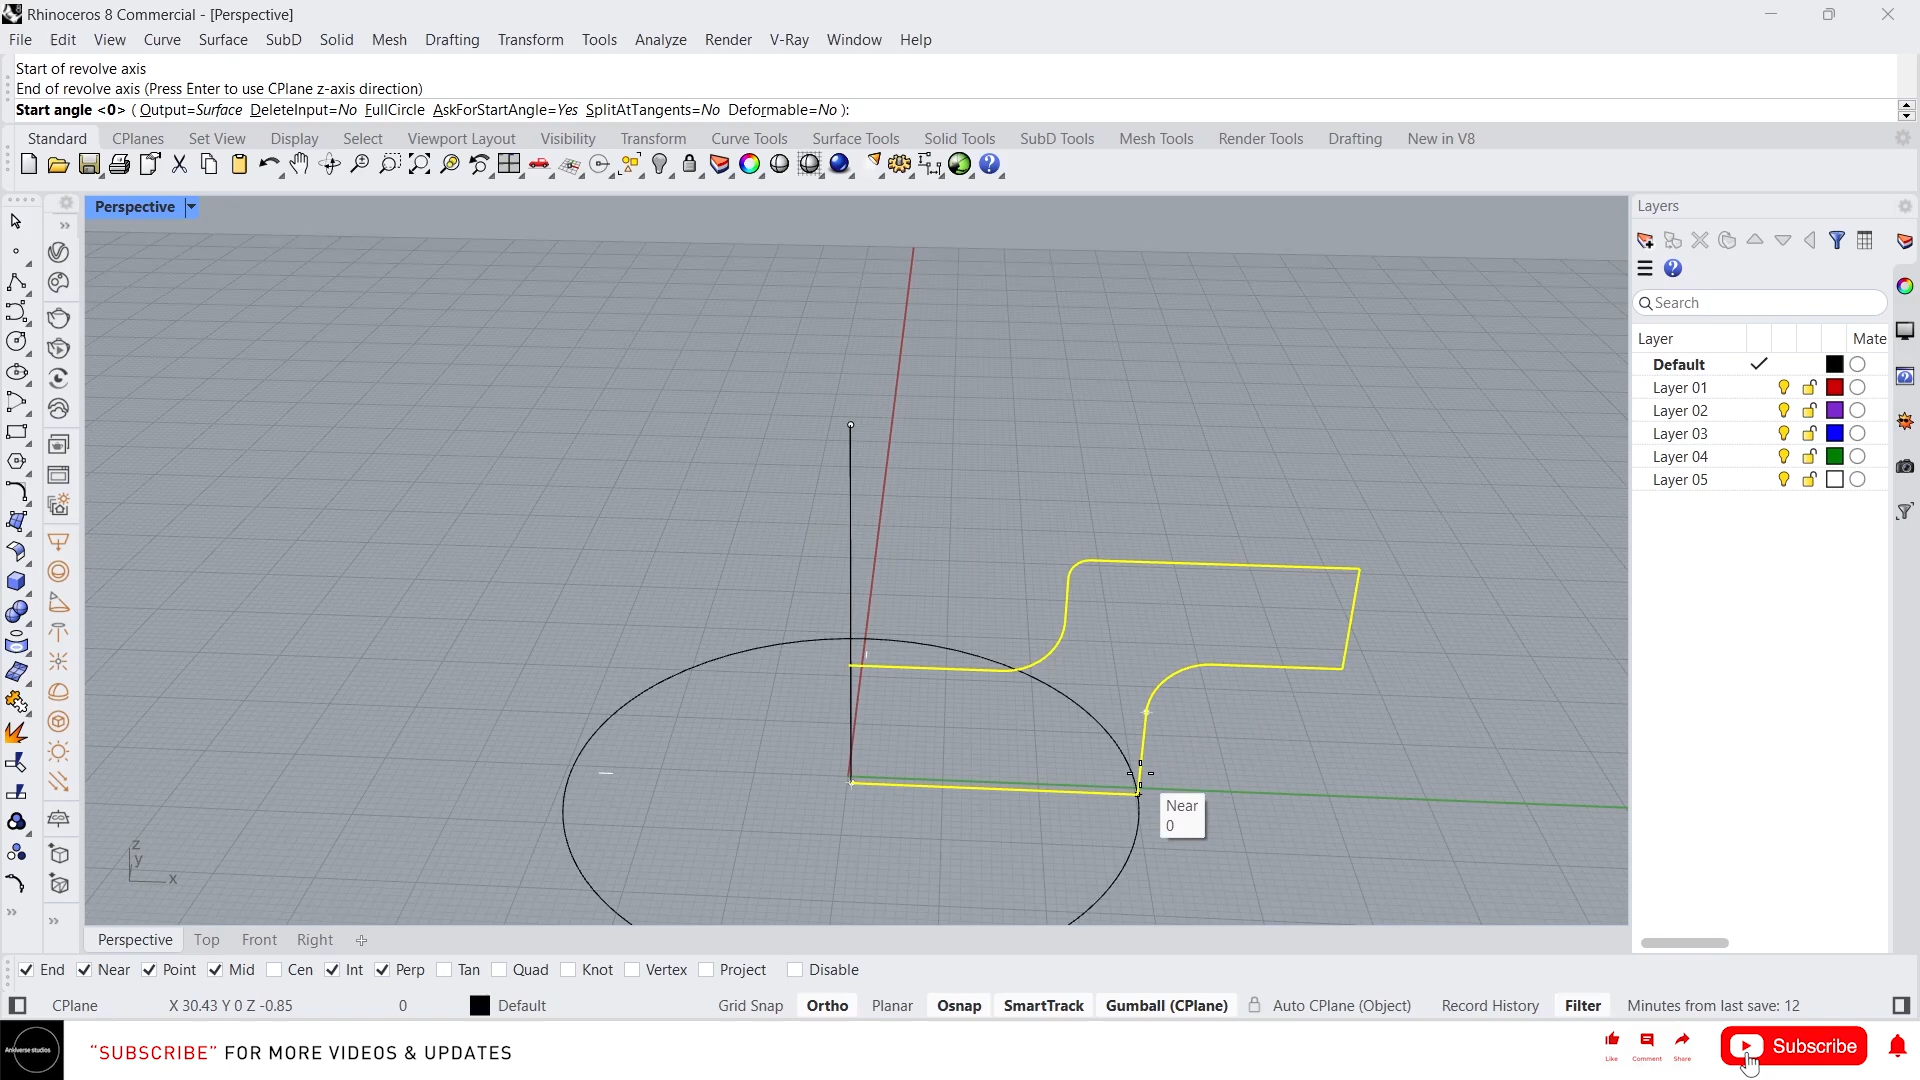 Rhinoceros 8 Commercial - [Perspective]
File Edit View Curve Surface SubD Solid Mesh Drafting Transform Tools Analyze Render V-Ray Window Help
Start of revolve axis
End of revolve axis (Press Enter to use CPlane z-axis direction)
Start angle <0> ( Output=Surface DeleteInput=No FullCircle AskForStartAngle=Yes SplitAtTangents=No Deformable=No ):
Standard CPlanes Set View Display Select Viewport Layout Visibility Transform Curve Tools Surface Tools Solid Tools SubD Tools Mesh Tools Render Tools Drafting New in V8
Perspective
Layers
Search
Layer Mate
Default
Layer 01
Layer 02
Layer 03
Layer 04
Layer 05
Near
0
z
y
x
Perspective Top Front Right
End Near Point Mid Cen Int Perp Tan Quad Knot Vertex Project Disable
CPlane X 30.43 Y 0 Z -0.85 0 Default Grid Snap Ortho Planar Osnap SmartTrack Gumball (CPlane) Auto CPlane (Object) Record History Filter Minutes from last save: 12
"SUBSCRIBE" FOR MORE VIDEOS & UPDATES
Like Comment Share
Subscribe